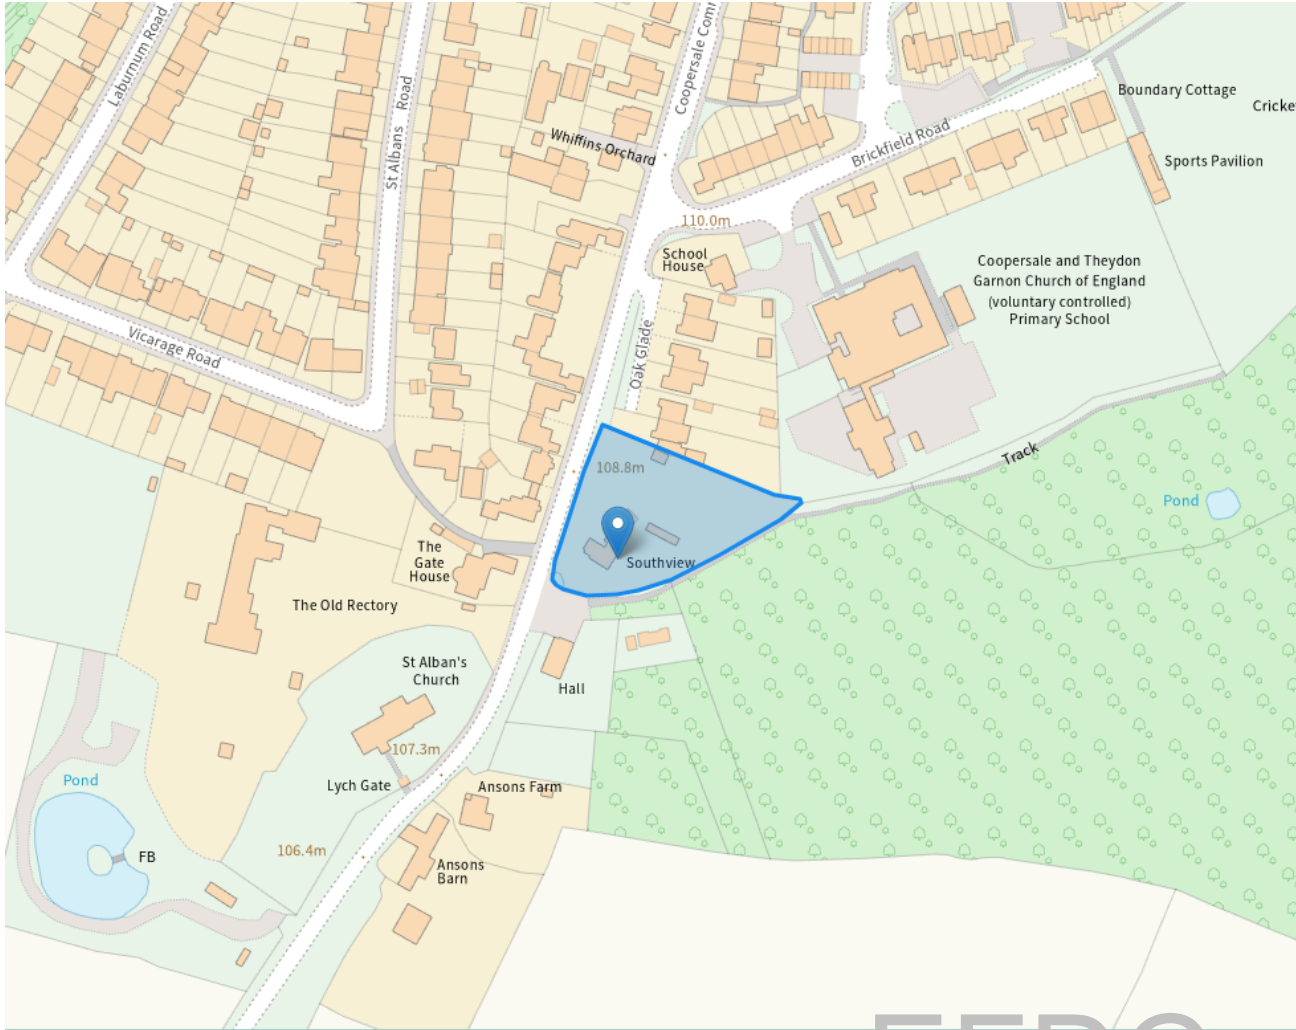 Laburnum Road
St Albans Road
Coopersale Comm
Whiffins Orchard
Brickfield Road
Boundary Cottage
Cricke
Sports Pavilion
110.0m
School
House
Coopersale and Theydon
Garnon Church of England
(voluntary controlled)
Primary School
Vicarage Road
Oak Glade
108.8m
Track
Pond
Southview
The
Gate
House
The Old Rectory
St Alban's
Church
Hall
107.3m
Pond
Lych Gate
Ansons Farm
FB
106.4m
Ansons
Barn